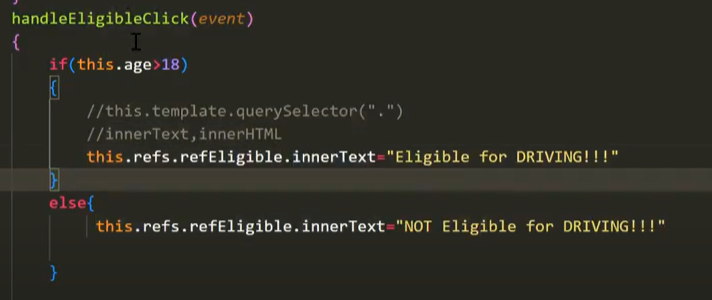 handleEligibleClick(event)
{
if(this.age>18)
{
//this.template.querySelector(".")
//innerText,innerHTML
this.refs.refEligible.innerText="Eligible for DRIVING!!!"
}
else{
this.refs.refEligible.innerText="NOT Eligible for DRIVING!!!"
}